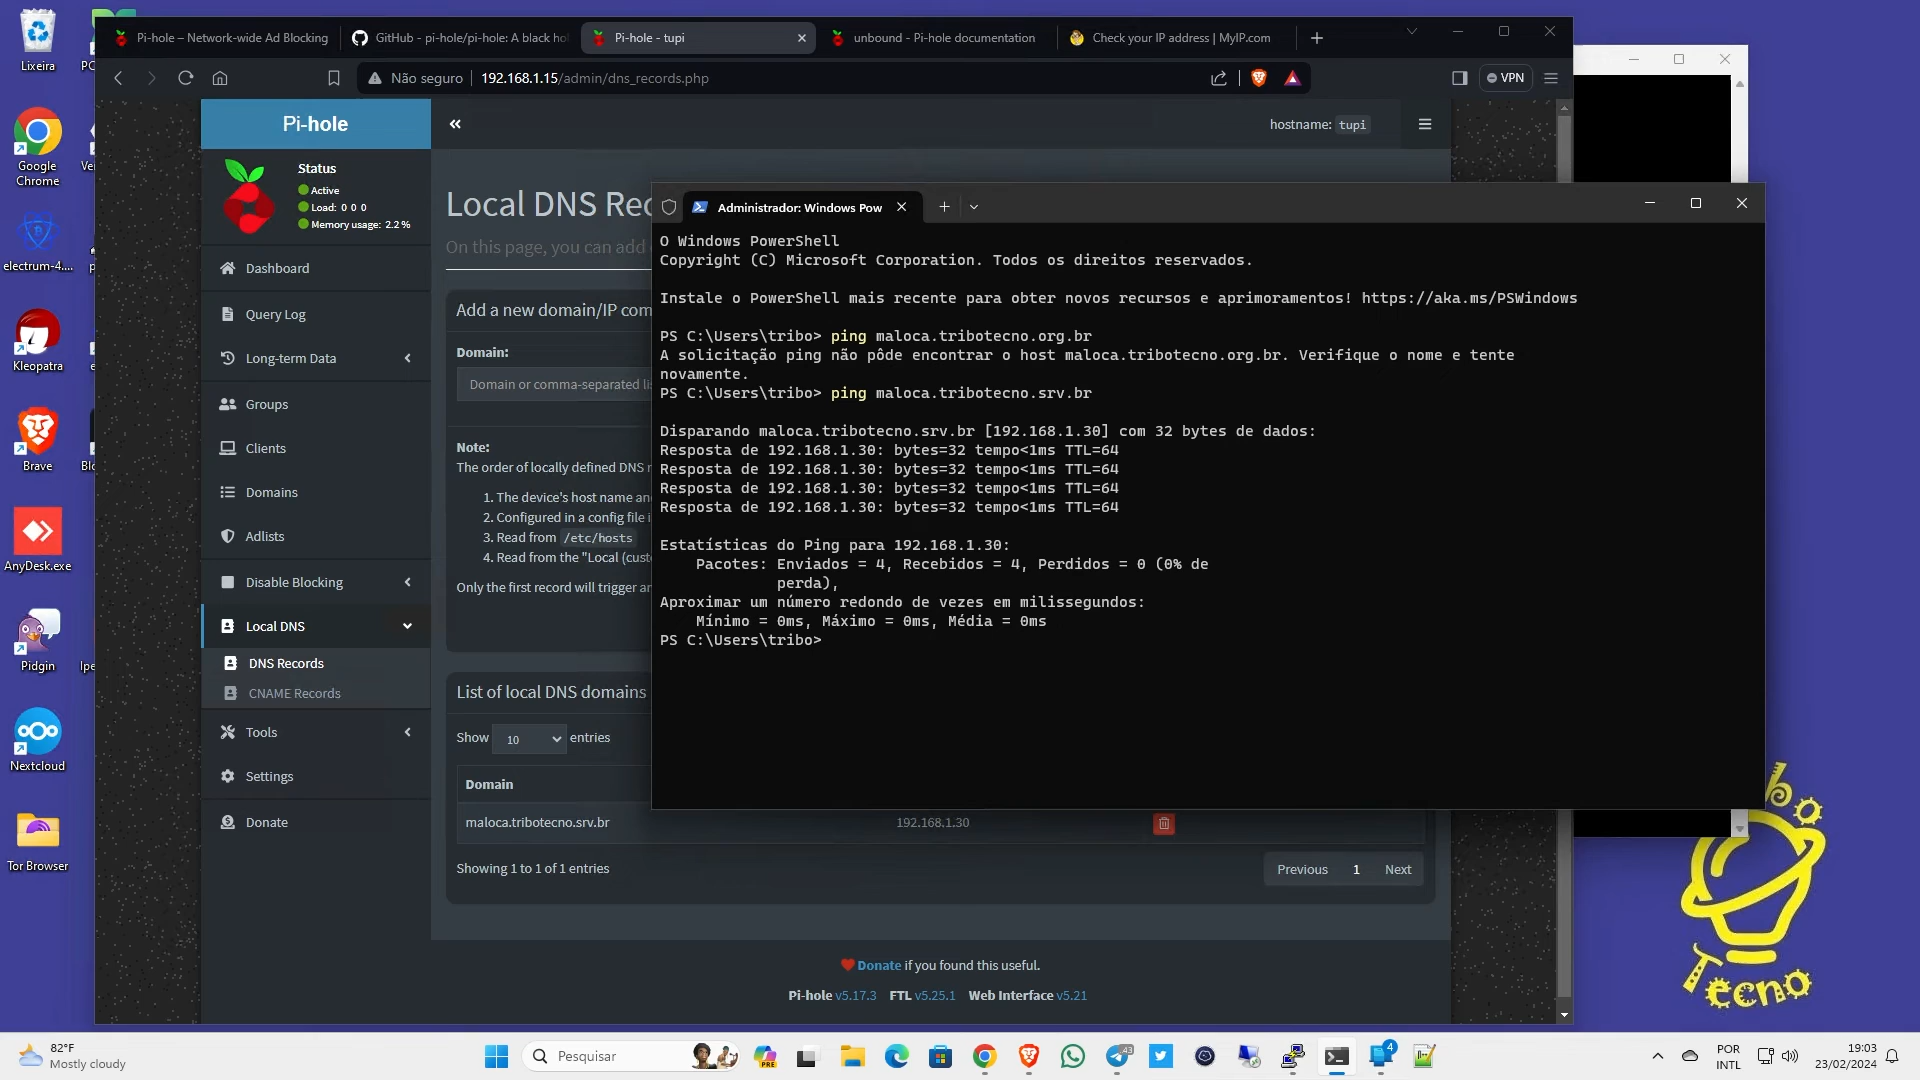 Lixeira
Google
Chrome
electrum-4....
Kleopatra
Brave
AnyDesk.exe
Pidgin
Nextcloud
Tor Browser
Pi-hole – Network-wide Ad Blocking
GitHub - pi-hole/pi-hole: A black ho
Pi-hole - tupi
unbound - Pi-hole documentation
Check your IP address | MyIP.com
Não seguro
192.168.1.15/admin/dns_records.php
VPN
Pi-hole
hostname: tupi
Status
Active
Load: 0 0 0
Memory usage: 2.2 %
Dashboard
Query Log
Long-term Data
Groups
Clients
Domains
Adlists
Disable Blocking
Local DNS
DNS Records
CNAME Records
Tools
Settings
Donate
Local DNS Rec
On this page, you can add
Add a new domain/IP com
Domain:
Domain or comma-separated li
Note:
The order of locally defined DNS r
1. The device's host name an
2. Configured in a config file i
3. Read from /etc/hosts
4. Read from the "Local (cust
Only the first record will trigger a
List of local DNS domains
Show 10 entries
Domain
maloca.tribotecno.srv.br 192.168.1.30
Showing 1 to 1 of 1 entries
Previous 1 Next
Donate if you found this useful.
Pi-hole v5.17.3 FTL v5.25.1 Web Interface v5.21
Administrador: Windows Pow
O Windows PowerShell
Copyright (C) Microsoft Corporation. Todos os direitos reservados.
Instale o PowerShell mais recente para obter novos recursos e aprimoramentos! https://aka.ms/PSWindows
PS C:\Users\tribo> ping maloca.tribotecno.org.br
A solicitação ping não pôde encontrar o host maloca.tribotecno.org.br. Verifique o nome e tente
novamente.
PS C:\Users\tribo> ping maloca.tribotecno.srv.br
Disparando maloca.tribotecno.srv.br [192.168.1.30] com 32 bytes de dados:
Resposta de 192.168.1.30: bytes=32 tempo<1ms TTL=64
Resposta de 192.168.1.30: bytes=32 tempo<1ms TTL=64
Resposta de 192.168.1.30: bytes=32 tempo<1ms TTL=64
Resposta de 192.168.1.30: bytes=32 tempo<1ms TTL=64
Estatísticas do Ping para 192.168.1.30:
Pacotes: Enviados = 4, Recebidos = 4, Perdidos = 0 (0% de
perda),
Aproximar um número redondo de vezes em milissegundos:
Mínimo = 0ms, Máximo = 0ms, Média = 0ms
PS C:\Users\tribo>
Tecno
82°F
Mostly cloudy
Pesquisar
PRE
43
4
POR
INTL
19:03
23/02/2024